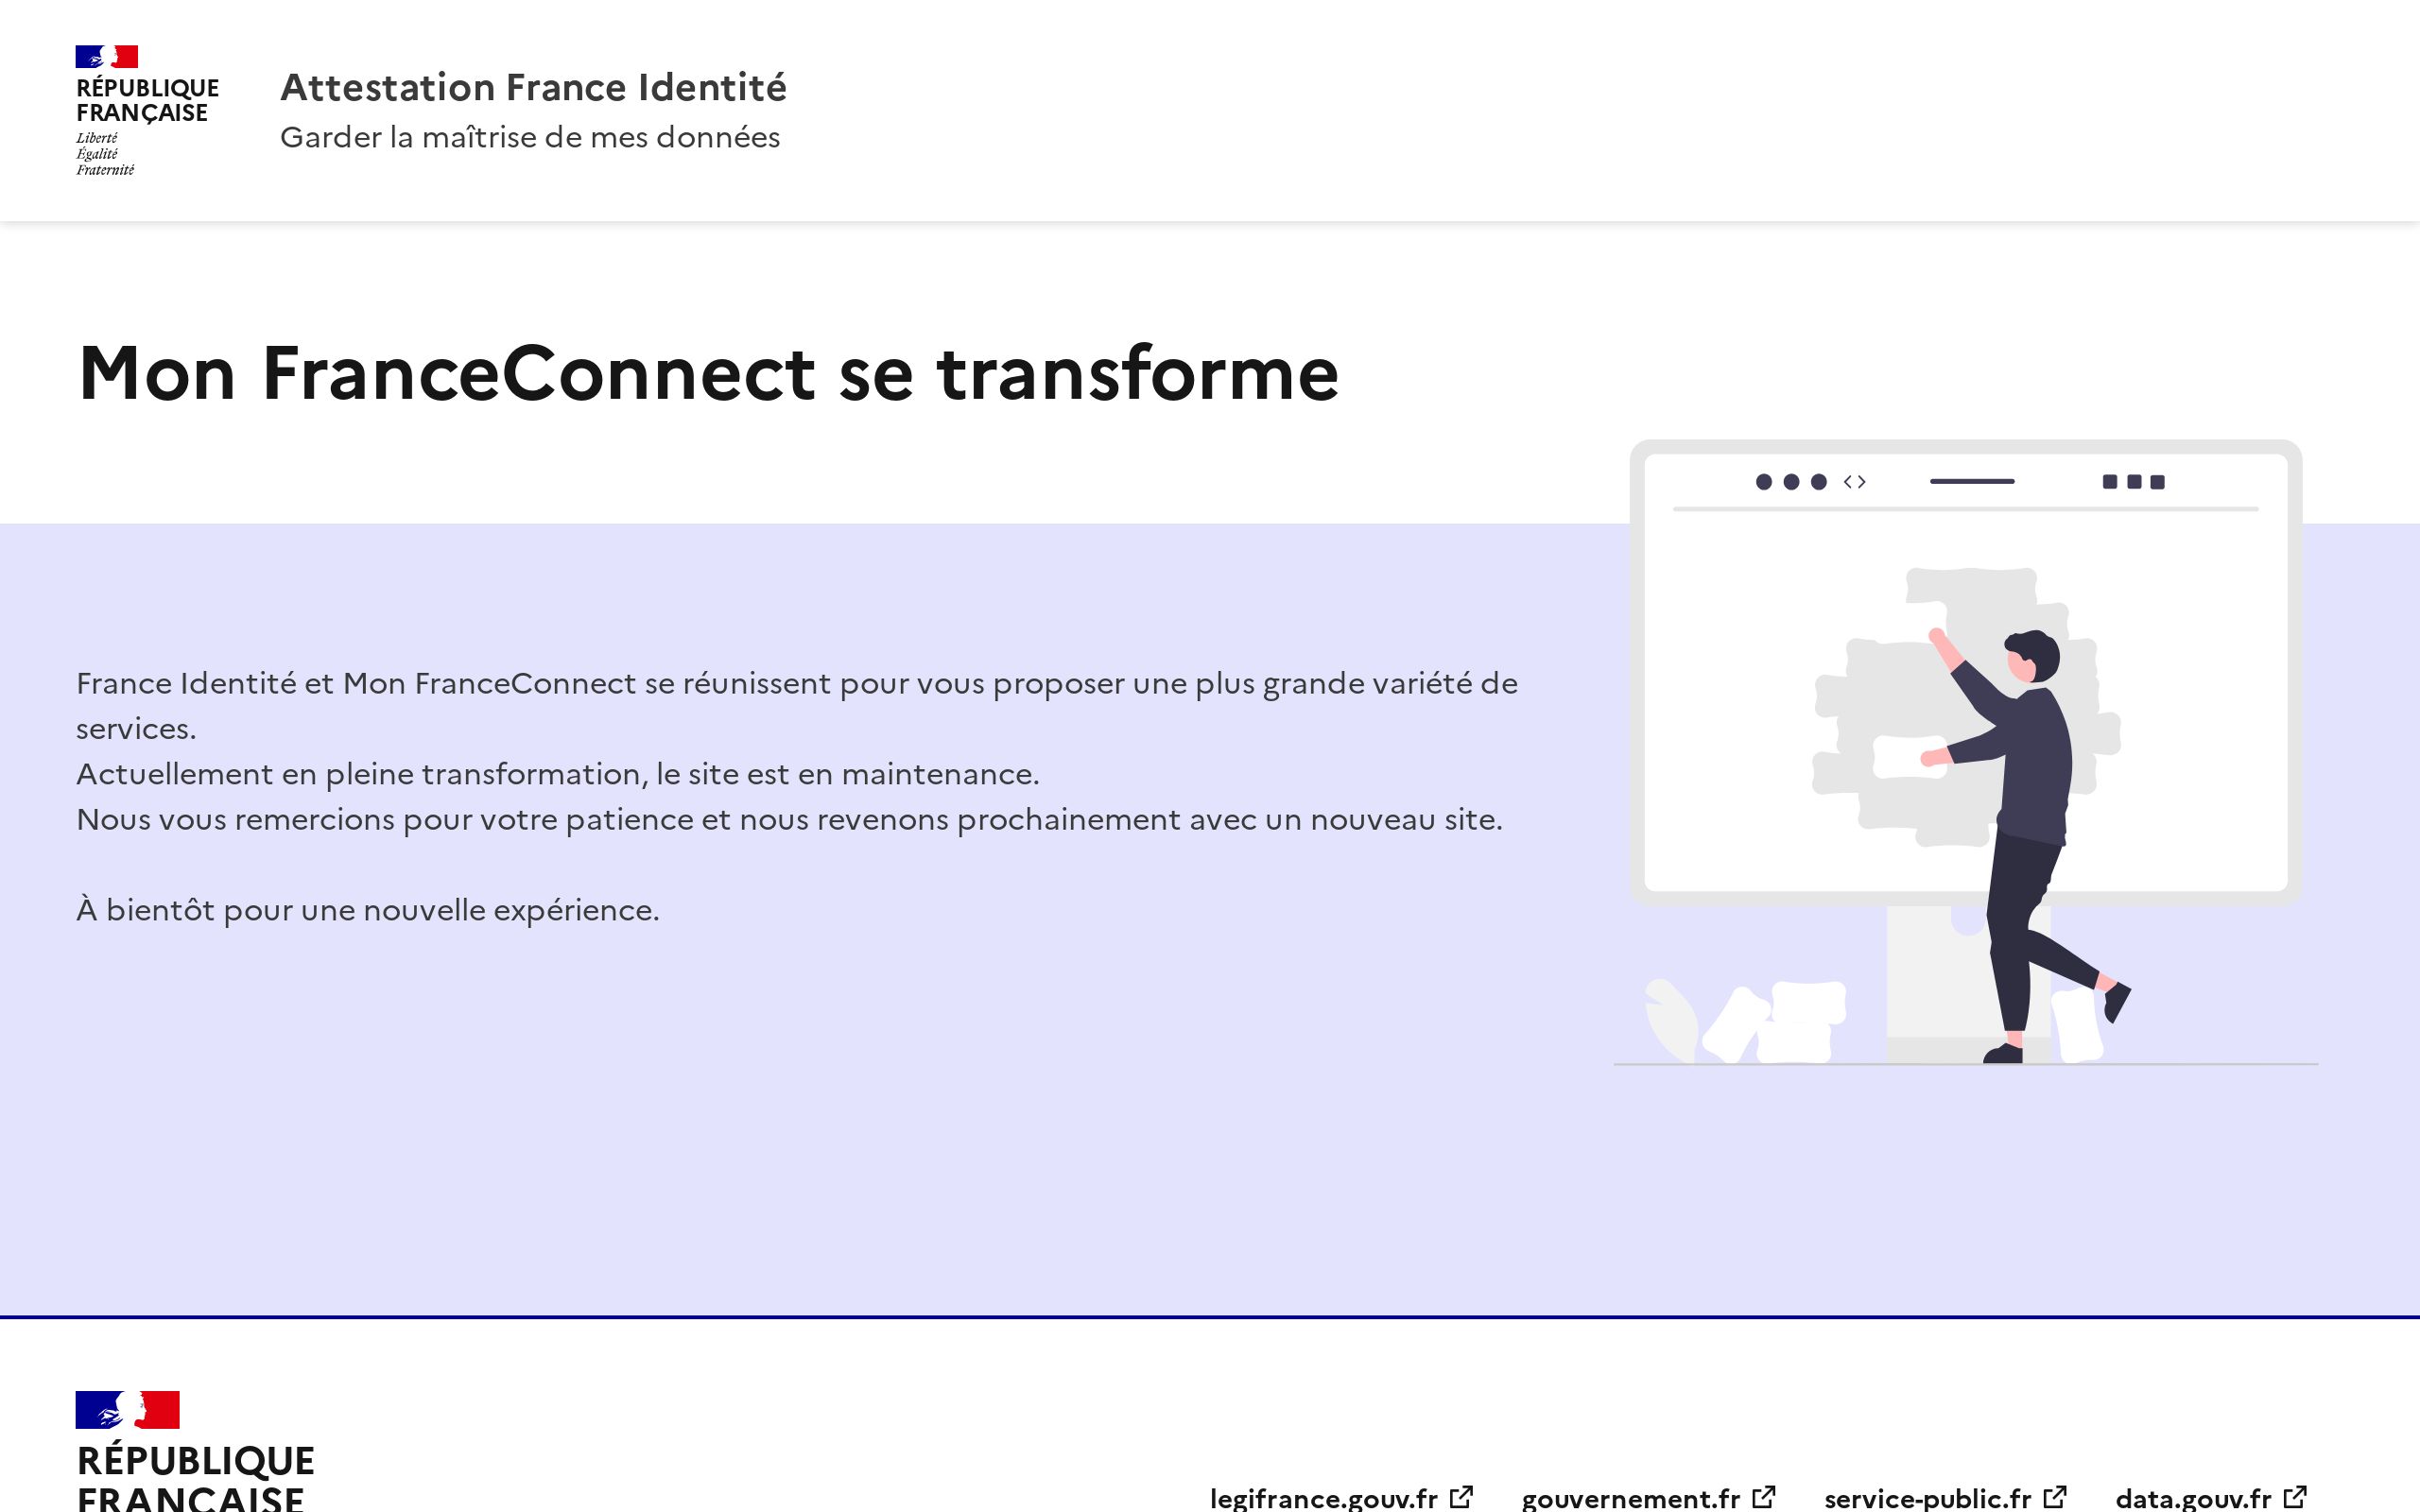 RÉPUBLIQUE
FRANÇAISE
Liberté
Égalité
Fraternité
Attestation France Identité
Garder la maîtrise de mes données
Mon FranceConnect se transforme
France Identité et Mon FranceConnect se réunissent pour vous proposer une plus grande variété de
services.
Actuellement en pleine transformation, le site est en maintenance.
Nous vous remercions pour votre patience et nous revenons prochainement avec un nouveau site.
À bientôt pour une nouvelle expérience.
RÉPUBLIQUE
FRANÇAISE
legifrance.gouv.fr gouvernement.fr service-public.fr data.gouv.fr